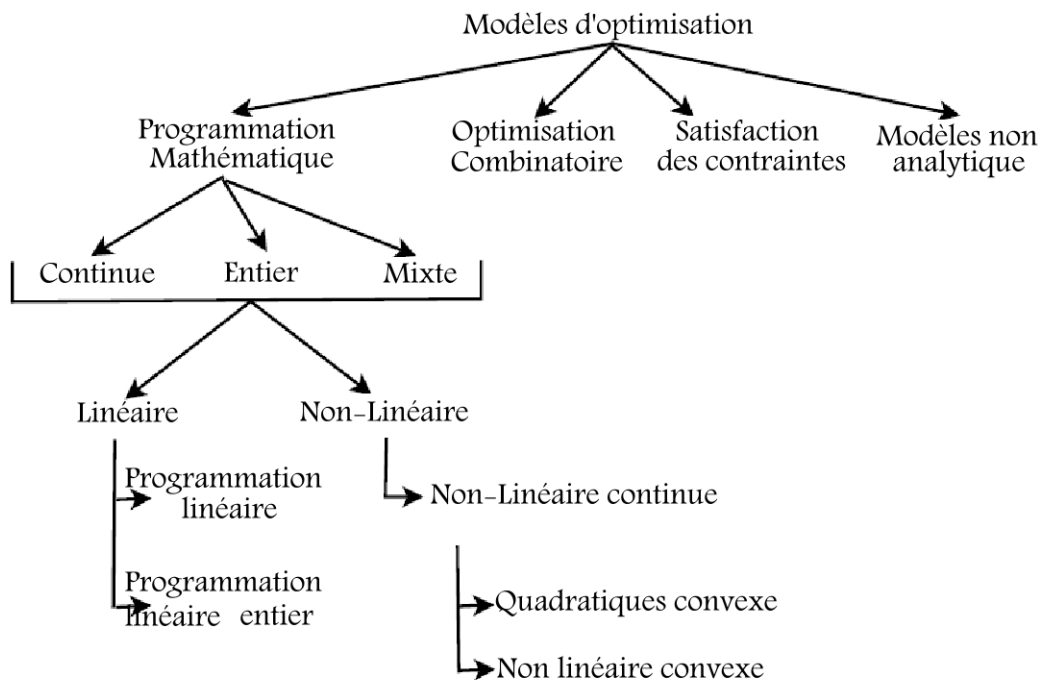 Modèles d'optimisation
Programmation
Mathématique
Optimisation
Combinatoire
Satisfaction
des contraintes
Modèles non
analytique
Continue
Entier
Mixte
Linéaire
Non-Linéaire
Programmation
linéaire
Non-Linéaire continue
Programmation
linéaire entier
Quadratiques convexe
Non linéaire convexe